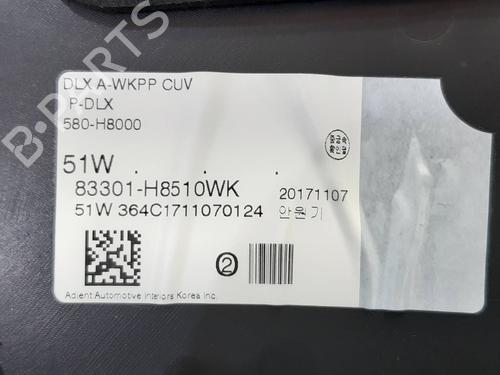 DLX A-WKPP CUV
P-DLX
580-H8000
51W . . . .
83301-H8510WK 20171107
51W 364C1711070124 안원기
2
Adient Automotive Interiors Korea Inc.
B-PARTS